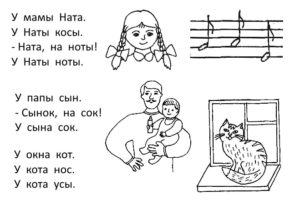 У мамы Ната.
У Наты косы.
- Ната, на ноты!
У Наты ноты.
У папы сын.
- Сынок, на сок!
У сына сок.
У окна кот.
У кота нос.
У кота усы.